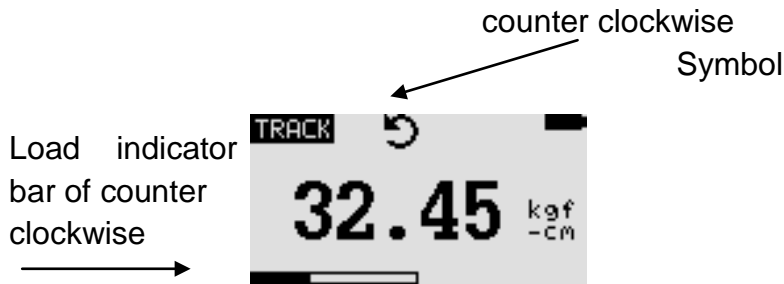 counter clockwise
Symbol
Load indicator
bar of counter
clockwise
TRACK
32.45 kgf
-cm